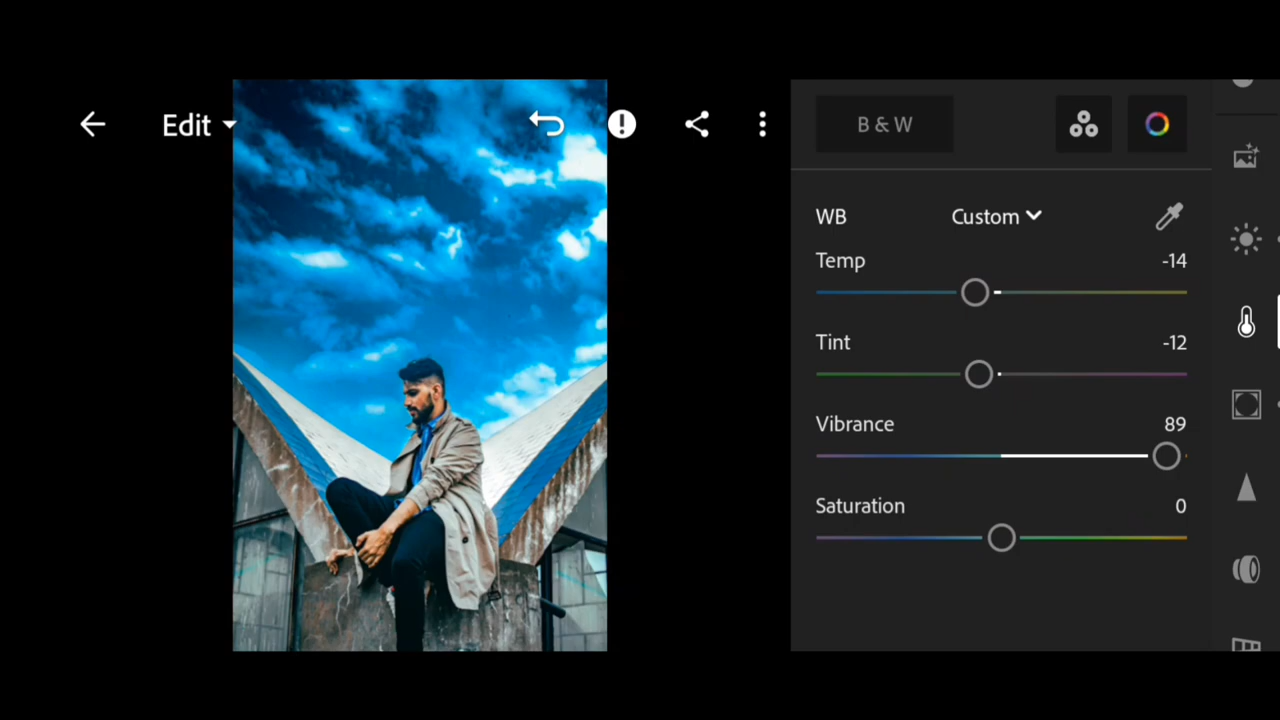 Edit
B & W
WB Custom
Temp -14
Tint -12
Vibrance 89
Saturation 0